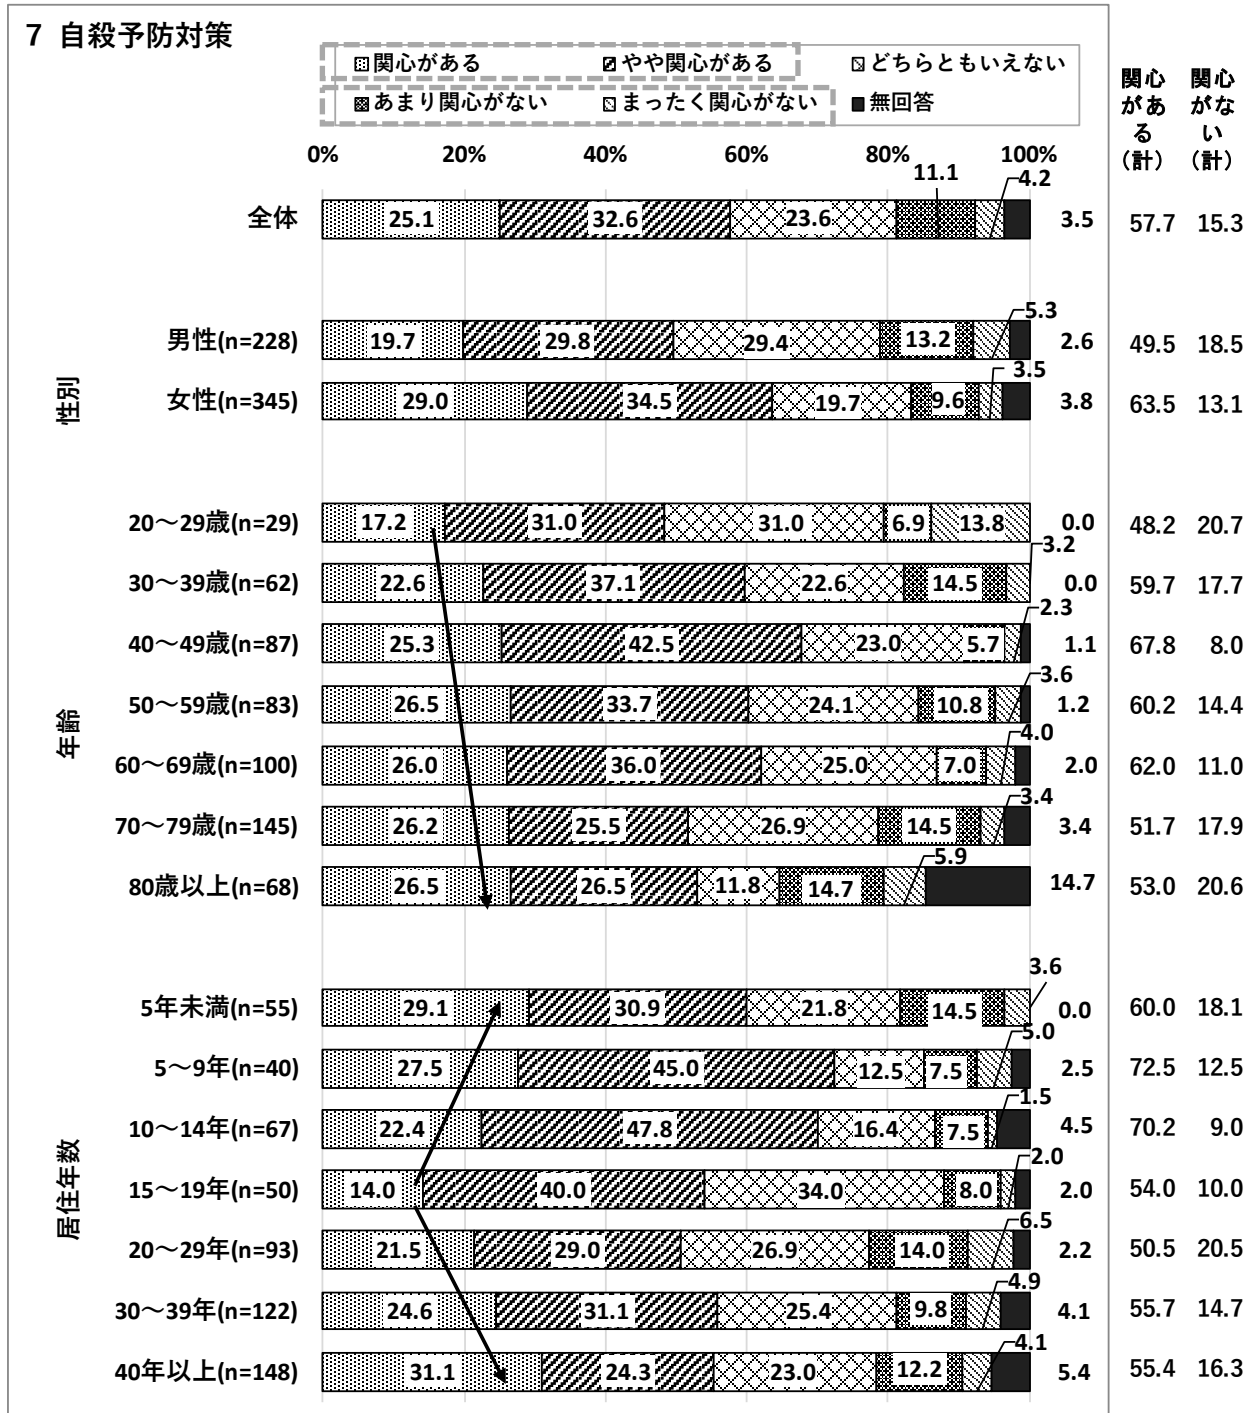 7 自殺予防対策
関心がある やや関心がある どちらともいえない
あまり関心がない まったく関心がない 無回答
関心がある（計） 関心がない（計）
0% 20% 40% 60% 80% 100%
全体 25.1 32.6 23.6 11.1 4.2 3.5 57.7 15.3
性別
男性(n=228) 19.7 29.8 29.4 13.2 5.3 2.6 49.5 18.5
女性(n=345) 29.0 34.5 19.7 9.6 3.5 3.8 63.5 13.1
年齢
20～29歳(n=29) 17.2 31.0 31.0 6.9 13.8 0.0 48.2 20.7
30～39歳(n=62) 22.6 37.1 22.6 14.5 3.2 0.0 59.7 17.7
40～49歳(n=87) 25.3 42.5 23.0 5.7 2.3 1.1 67.8 8.0
50～59歳(n=83) 26.5 33.7 24.1 10.8 3.6 1.2 60.2 14.4
60～69歳(n=100) 26.0 36.0 25.0 7.0 4.0 2.0 62.0 11.0
70～79歳(n=145) 26.2 25.5 26.9 14.5 3.4 3.4 51.7 17.9
80歳以上(n=68) 26.5 26.5 11.8 14.7 5.9 14.7 53.0 20.6
居住年数
5年未満(n=55) 29.1 30.9 21.8 14.5 3.6 0.0 60.0 18.1
5～9年(n=40) 27.5 45.0 12.5 7.5 5.0 2.5 72.5 12.5
10～14年(n=67) 22.4 47.8 16.4 7.5 1.5 4.5 70.2 9.0
15～19年(n=50) 14.0 40.0 34.0 8.0 2.0 2.0 54.0 10.0
20～29年(n=93) 21.5 29.0 26.9 14.0 6.5 2.2 50.5 20.5
30～39年(n=122) 24.6 31.1 25.4 9.8 4.9 4.1 55.7 14.7
40年以上(n=148) 31.1 24.3 23.0 12.2 4.1 5.4 55.4 16.3